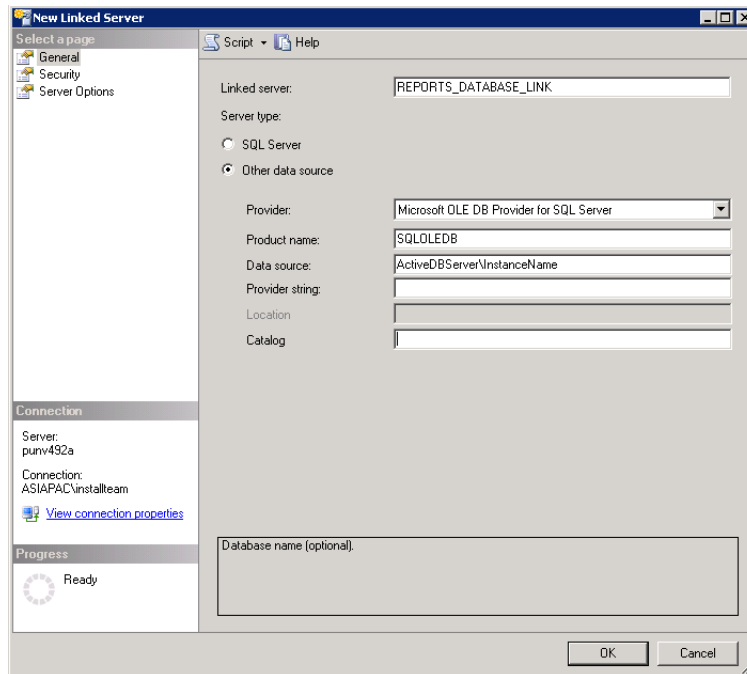 New Linked Server
Select a page
General
Security
Server Options
Script
Help
Linked server:
REPORTS_DATABASE_LINK
Server type:
SQL Server
Other data source
Provider:
Microsoft OLE DB Provider for SQL Server
Product name:
SQLOLEDB
Data source:
ActiveDBServer\InstanceName
Provider string:
Location
Catalog
Connection
Server:
punv492a
Connection:
ASIAPAC\installteam
View connection properties
Progress
Ready
Database name (optional).
OK
Cancel